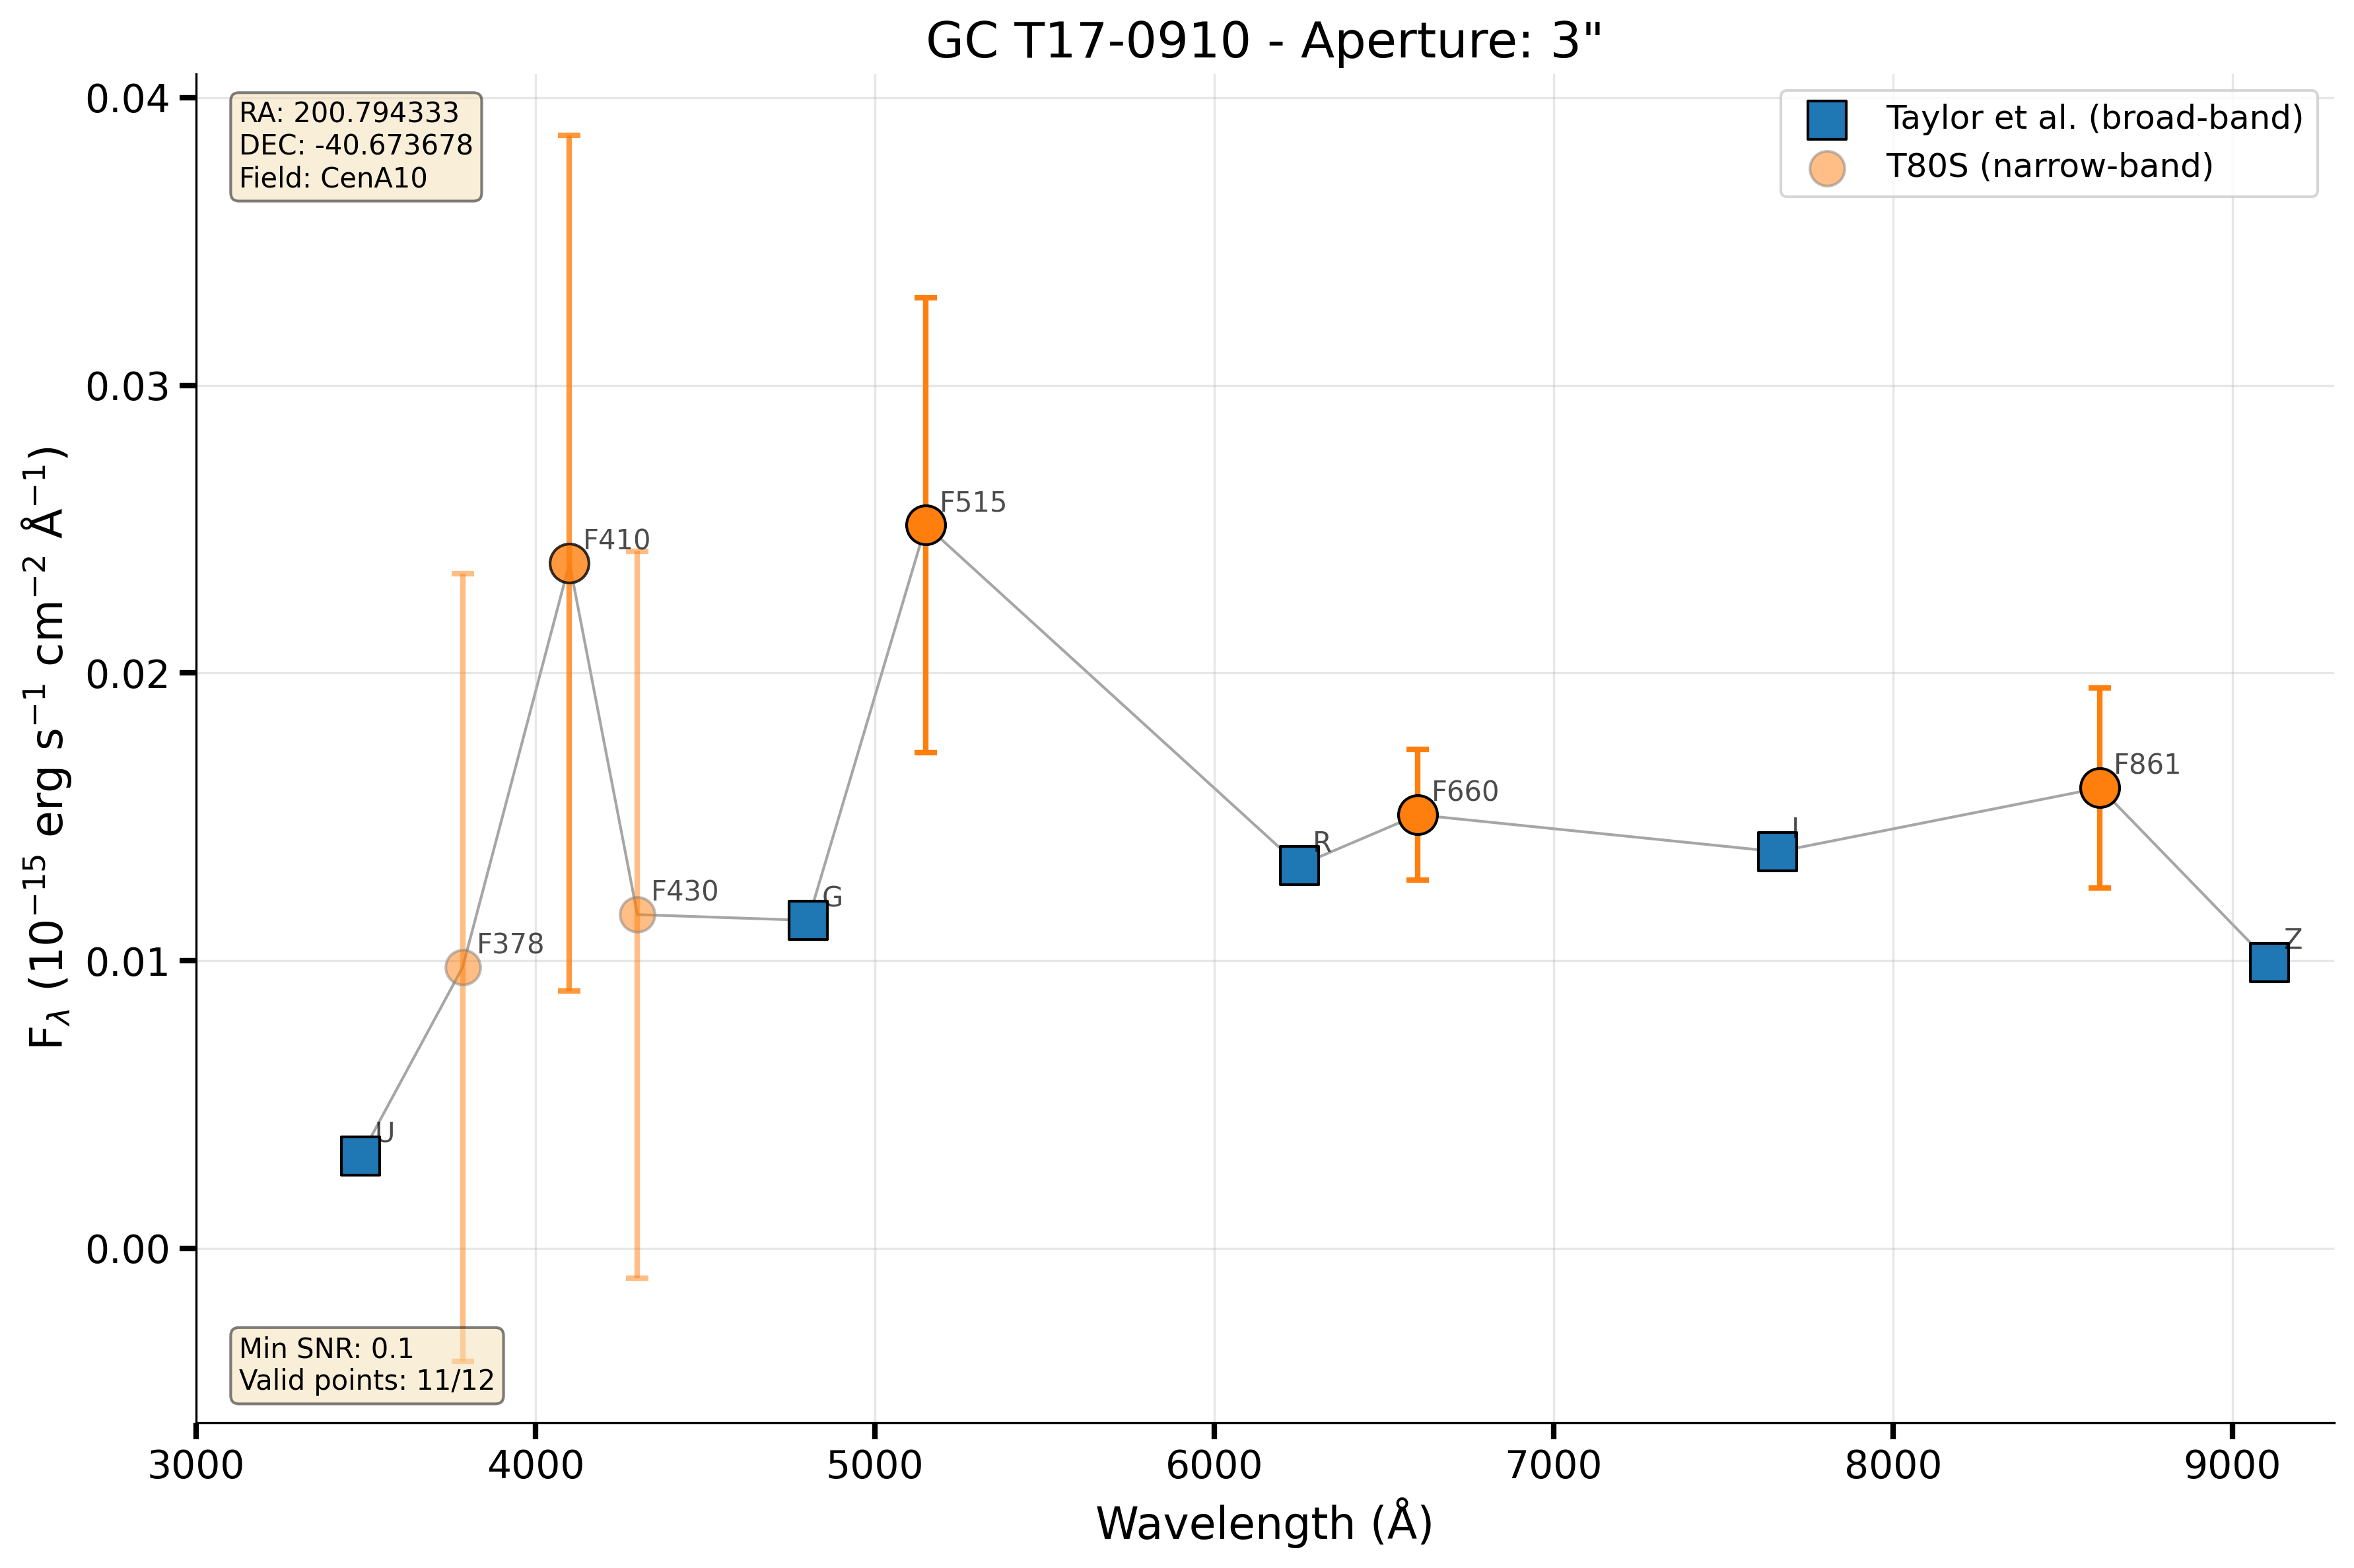 GC T17-0910 - Aperture: 3"
RA: 200.794333
DEC: -40.673678
Field: CenA10
Taylor et al. (broad-band)
T80S (narrow-band)
F_λ (10⁻¹⁵ erg s⁻¹ cm⁻² Å⁻¹)
0.04
0.03
0.02
0.01
0.00
F515
F410
F861
F660
R
I
F430
G
F378
Z
U
Min SNR: 0.1
Valid points: 11/12
3000 4000 5000 6000 7000 8000 9000
Wavelength (Å)